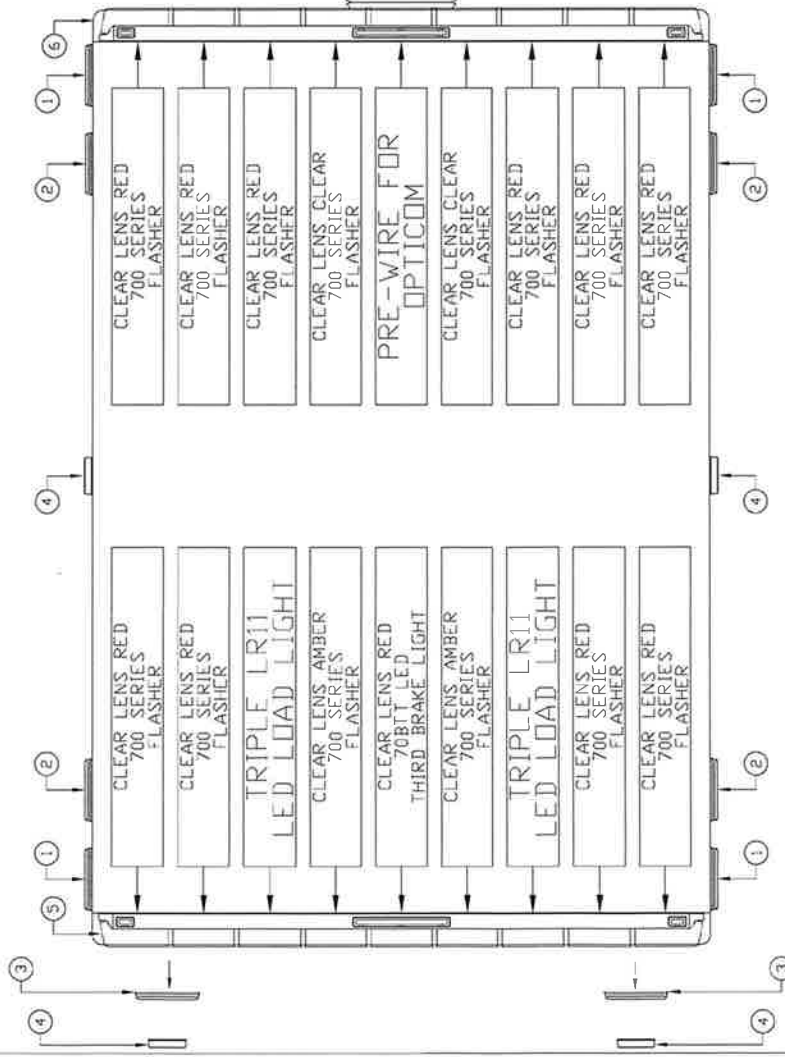 6
1
2
4
2
1
5
3
4
CLEAR LENS RED
700 SERIES
FLASHER
CLEAR LENS RED
700 SERIES
FLASHER
CLEAR LENS RED
700 SERIES
FLASHER
CLEAR LENS CLEAR
700 SERIES
FLASHER
PRE-WIRE FOR
OPTICOM
CLEAR LENS CLEAR
700 SERIES
FLASHER
CLEAR LENS RED
700 SERIES
FLASHER
CLEAR LENS RED
700 SERIES
FLASHER
CLEAR LENS RED
700 SERIES
FLASHER
CLEAR LENS RED
700 SERIES
FLASHER
CLEAR LENS RED
700 SERIES
FLASHER
TRIPLE LR11
LED LOAD LIGHT
CLEAR LENS AMBER
700 SERIES
FLASHER
CLEAR LENS RED
70BTT LED
THIRD BRAKE LIGHT
CLEAR LENS AMBER
700 SERIES
FLASHER
TRIPLE LR11
LED LOAD LIGHT
CLEAR LENS RED
700 SERIES
FLASHER
CLEAR LENS RED
700 SERIES
FLASHER
1
2
4
2
1
3
4